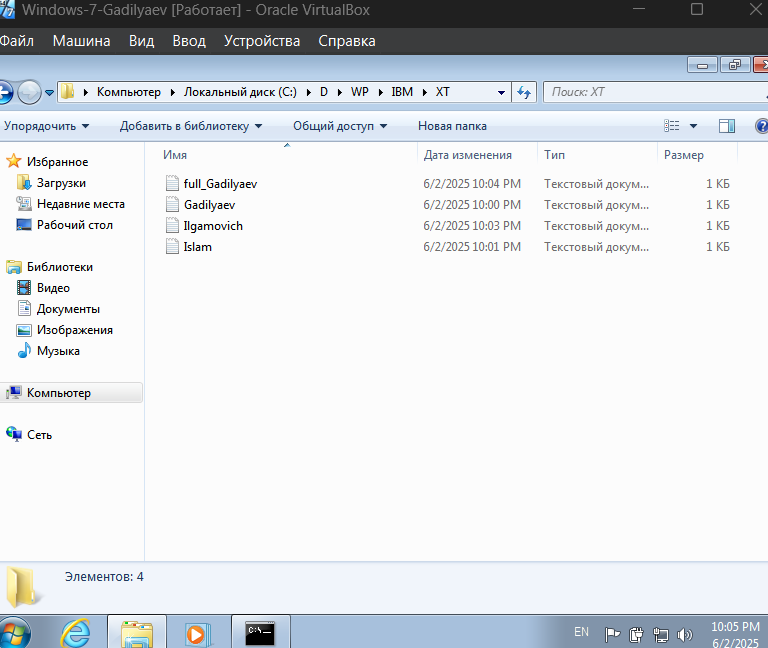 Windows-7-Gadilyaev [Работает] - Oracle VirtualBox
Файл Машина Вид Ввод Устройства Справка
Компьютер Локальный диск (C:) D WP IBM XT Поиск: XT
Упорядочить Добавить в библиотеку Общий доступ Новая папка
Имя Дата изменения Тип Размер
Избранное
Загрузки
Недавние места
Рабочий стол
Библиотеки
Видео
Документы
Изображения
Музыка
Компьютер
Сеть
full_Gadilyaev 6/2/2025 10:04 PM Текстовый докум... 1 КБ
Gadilyaev 6/2/2025 10:00 PM Текстовый докум... 1 КБ
Ilgamovich 6/2/2025 10:03 PM Текстовый докум... 1 КБ
Islam 6/2/2025 10:01 PM Текстовый докум... 1 КБ
Элементов: 4
C:\_
EN
10:05 PM
6/2/2025